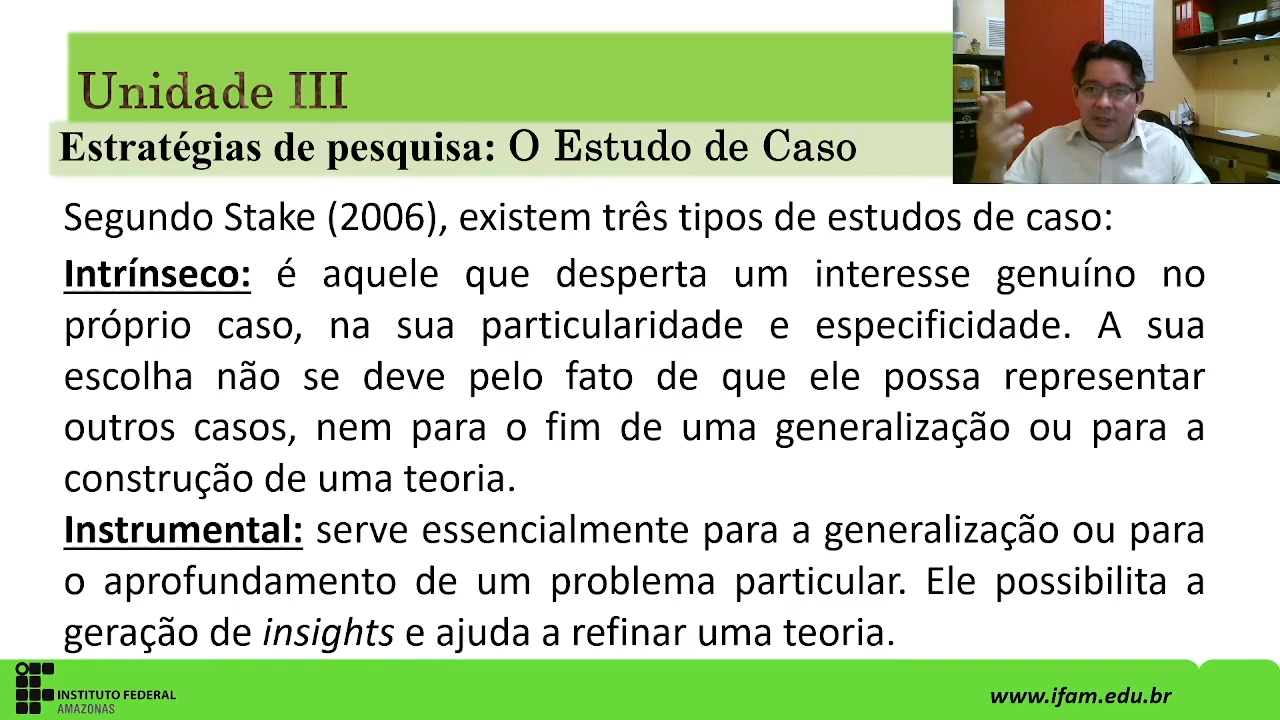 Unidade III
Estratégias de pesquisa: O Estudo de Caso
Segundo Stake (2006), existem três tipos de estudos de caso:
Intrínseco: é aquele que desperta um interesse genuíno no
próprio caso, na sua particularidade e especificidade. A sua
escolha não se deve pelo fato de que ele possa representar
outros casos, nem para o fim de uma generalização ou para a
construção de uma teoria.
Instrumental: serve essencialmente para a generalização ou para
o aprofundamento de um problema particular. Ele possibilita a
geração de insights e ajuda a refinar uma teoria.
INSTITUTO FEDERAL
AMAZONAS
www.ifam.edu.br